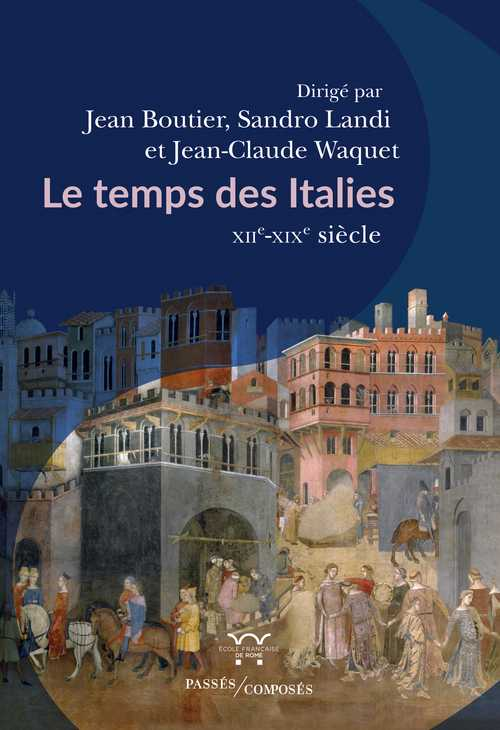 Dirigé par
Jean Boutier, Sandro Landi
et Jean-Claude Waquet
Le temps des Italies
XIIe-XIXe siècle
ÉCOLE FRANÇAISE
DE ROME
PASSÉS/COMPOSÉS